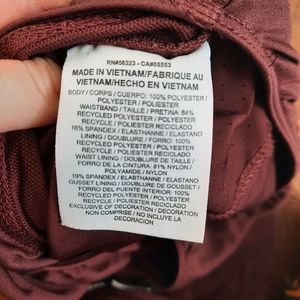 RN#56323 - CA#05553
MADE IN VIETNAM/FABRIQUE AU
VIETNAM/HECHO EN VIETNAM
BODY / CORPS / CUERPO: 100% POLYESTER /
POLYESTER / POLIESTER
WAISTBAND / TAILLE / PRETINA: 84%
RECYCLED POLYESTER / POLYESTER
RECYCLE / POLIESTER RECICLADO
16% SPANDEX / ELASTHANNE / ELASTANO
LINING / DOUBLURE / FORRO: 100%
RECYCLED POLYESTER / POLYESTER
RECYCLE / POLIESTER RECICLADO
WAIST LINING / DOUBLURE DE TAILLE /
FORRO DE LA CINTURA: 81% NYLON /
POLYAMIDE / NYLON
19% SPANDEX / ELASTHANNE / ELASTANO
GUSSET LINING / DOUBLURE DE GOUSSET /
FORRO DEL PUENTE INTERIOR: 100%
RECYCLED POLYESTER / POLYESTER
RECYCLE / POLIESTER RECICLADO
EXCLUSIVE OF DECORATION / DECORATION
NON COMPRISE / NO INCLUYE LA
DECORACION